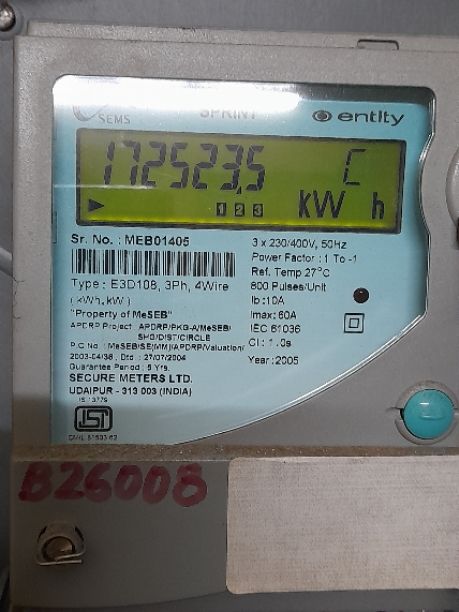 SEMS SPRINT entity
172523.5 C
1 2 3 kW h
Sr. No. : MEB01405
Type : E3D108, 3Ph, 4Wire
(kWh, kW)
"Property of MeSEB"
APDRP Project: APDRP/PKG-A/MeSEB/
SHG/DIST/CIRCLE
P.O No : MeSEB/SE(MM)/APDRP/Valuation/
2003-04/38, Dtd : 27/07/2004
Guarantee Period : 5 Yrs.
SECURE METERS LTD.
UDAIPUR - 313 003 (INDIA)
IS 13779
3 x 230/400V, 50Hz
Power Factor : 1 To -1
Ref. Temp 27°C
800 Pulses/Unit
Ib : 10A
Imax: 60A
IEC 61036
Cl : 1.0s
Year : 2005
B26008